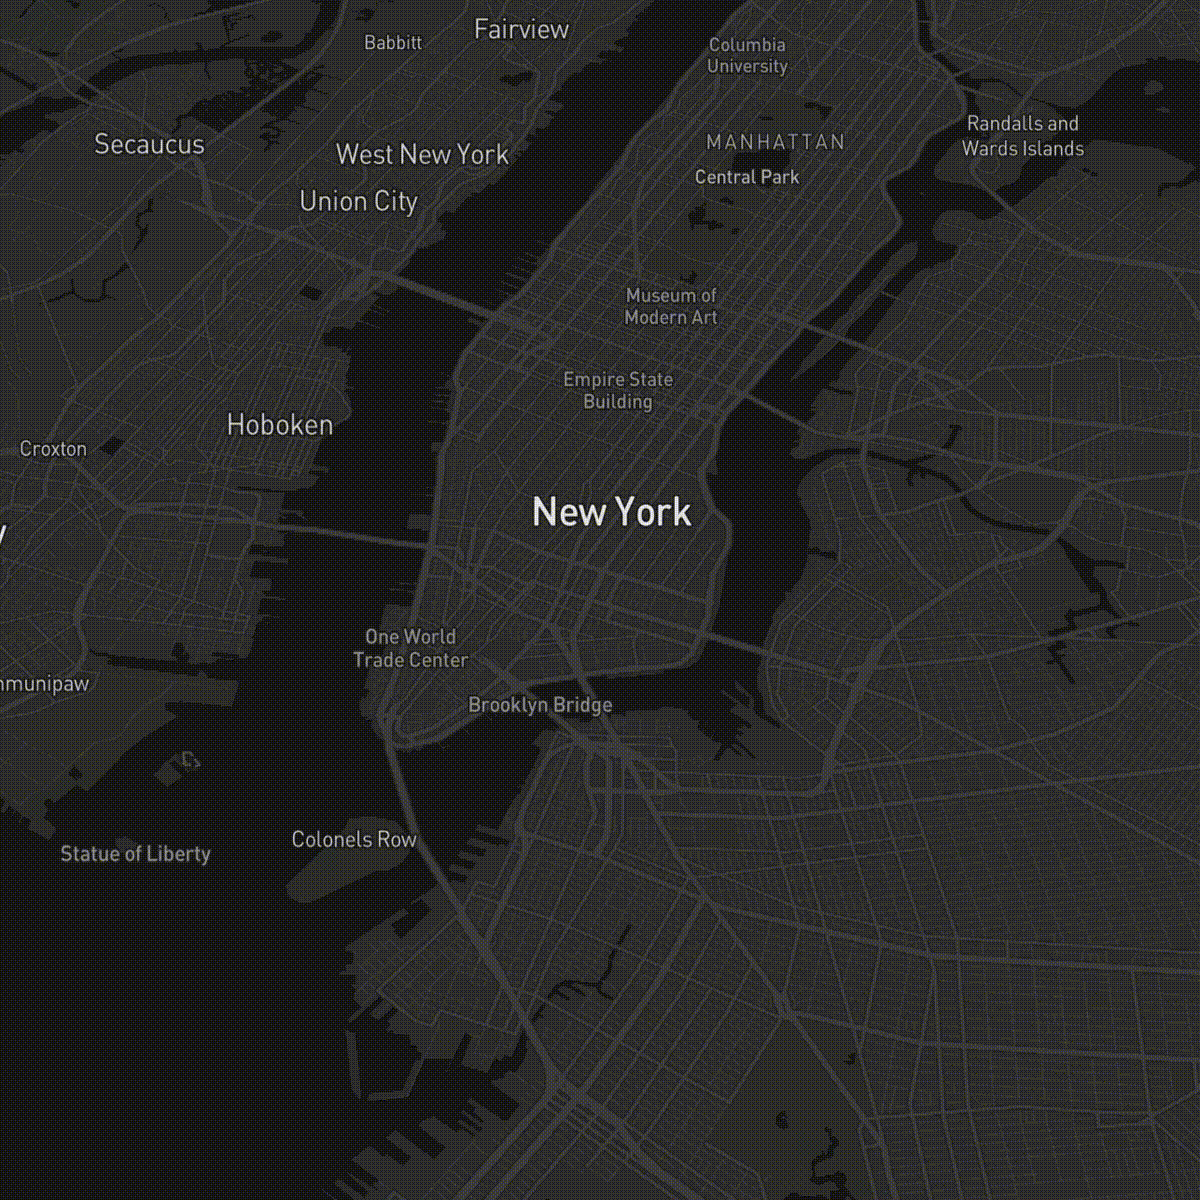 Fairview
Babbitt
Columbia
University
Secaucus
West New York
MANHATTAN
Randalls and
Wards Islands
Central Park
Union City
Museum of
Modern Art
Empire State
Building
Hoboken
Croxton
New York
y
One World
Trade Center
mmunipaw
Brooklyn Bridge
Colonels Row
Statue of Liberty